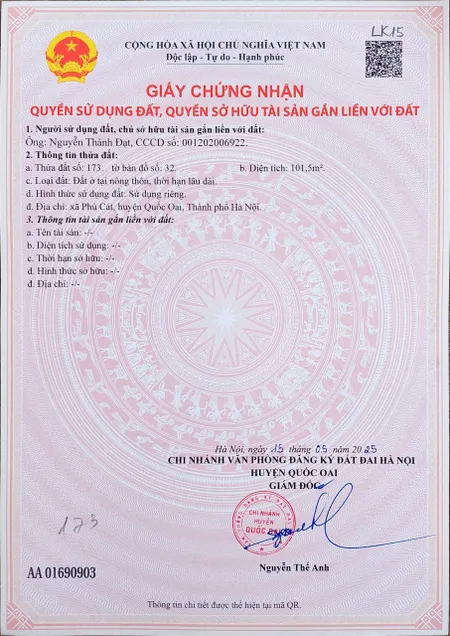 LK15
CỘNG HÒA XÃ HỘI CHỦ NGHĨA VIỆT NAM
Độc lập - Tự do - Hạnh phúc
GIẤY CHỨNG NHẬN
QUYỀN SỬ DỤNG ĐẤT, QUYỀN SỞ HỮU TÀI SẢN GẮN LIỀN VỚI ĐẤT
1. Người sử dụng đất, chủ sở hữu tài sản gắn liền với đất:
Ông: Nguyễn Thành Đạt, CCCD số: 001202006922.
2. Thông tin thửa đất:
a. Thửa đất số: 173. tờ bản đồ số: 32. b. Diện tích: 101,5m².
c. Loại đất: Đất ở tại nông thôn, thời hạn lâu dài.
d. Hình thức sử dụng đất: Sử dụng riêng.
đ. Địa chỉ: xã Phú Cát, huyện Quốc Oai, Thành phố Hà Nội.
3. Thông tin tài sản gắn liền với đất:
a. Tên tài sản: -/-
b. Diện tích sử dụng: -/-
c. Thời hạn sở hữu: -/-
d. Hình thức sở hữu: -/-
đ. Địa chỉ: -/-
Hà Nội, ngày 15 tháng 05 năm 2025
CHI NHÁNH VĂN PHÒNG ĐĂNG KÝ ĐẤT ĐAI HÀ NỘI
HUYỆN QUỐC OAI
GIÁM ĐỐC
CHI NHÁNH
HUYỆN
QUỐC OAI
173
Nguyễn Thế Anh
AA 01690903
Thông tin chi tiết được thể hiện tại mã QR.